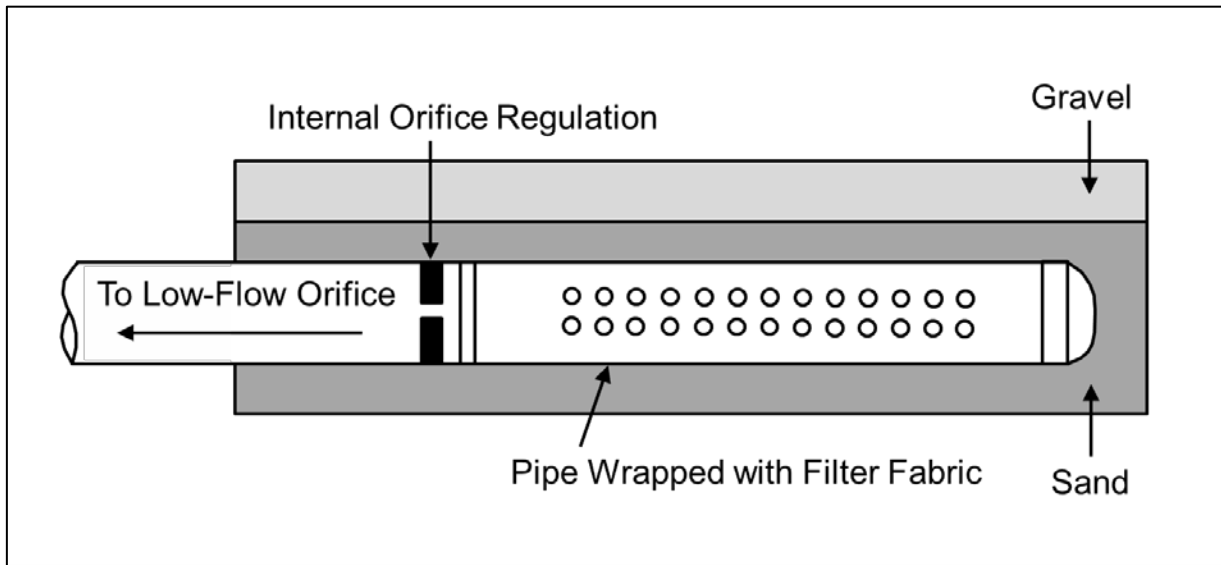 Gravel
Internal Orifice Regulation
To Low-Flow Orifice
Pipe Wrapped with Filter Fabric
Sand